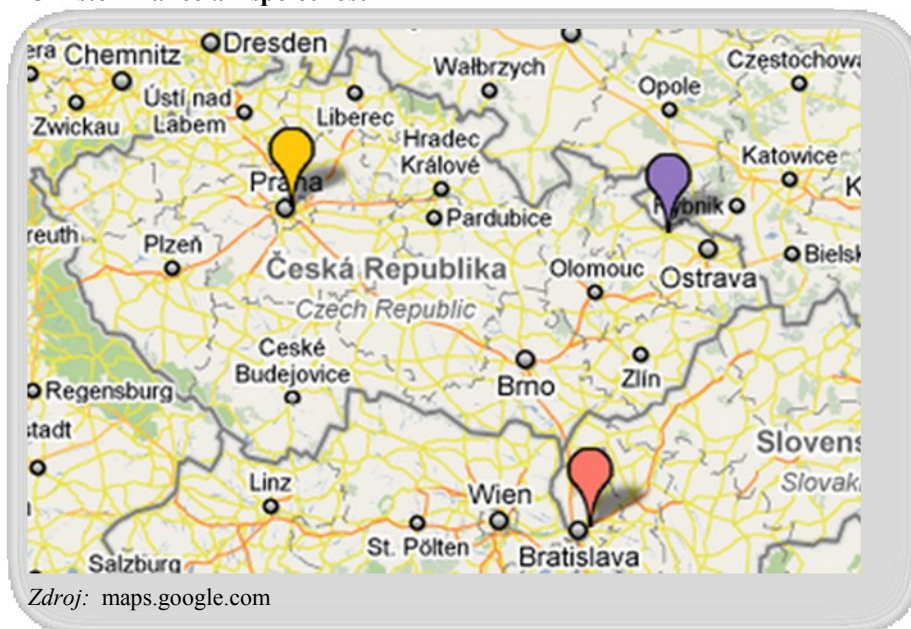 Chemnitz
Dresden
Wałbrzych
Opole
Ústí nad
Labem
Liberec
Zwickau
Hradec
Králové
Katowice
Praha
Pardubice
Plzeň
Česká Republika
Czech Republic
Olomouc
Ostrava
České
Budejovice
Brno
Zlín
Regensburg
Linz
Wien
St. Pölten
Bratislava
Salzburg
Zdroj: maps.google.com